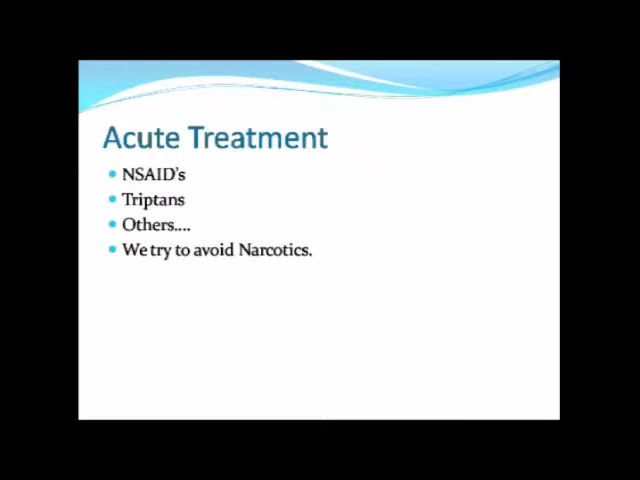 Acute Treatment
NSAID's
Triptans
Others....
We try to avoid Narcotics.